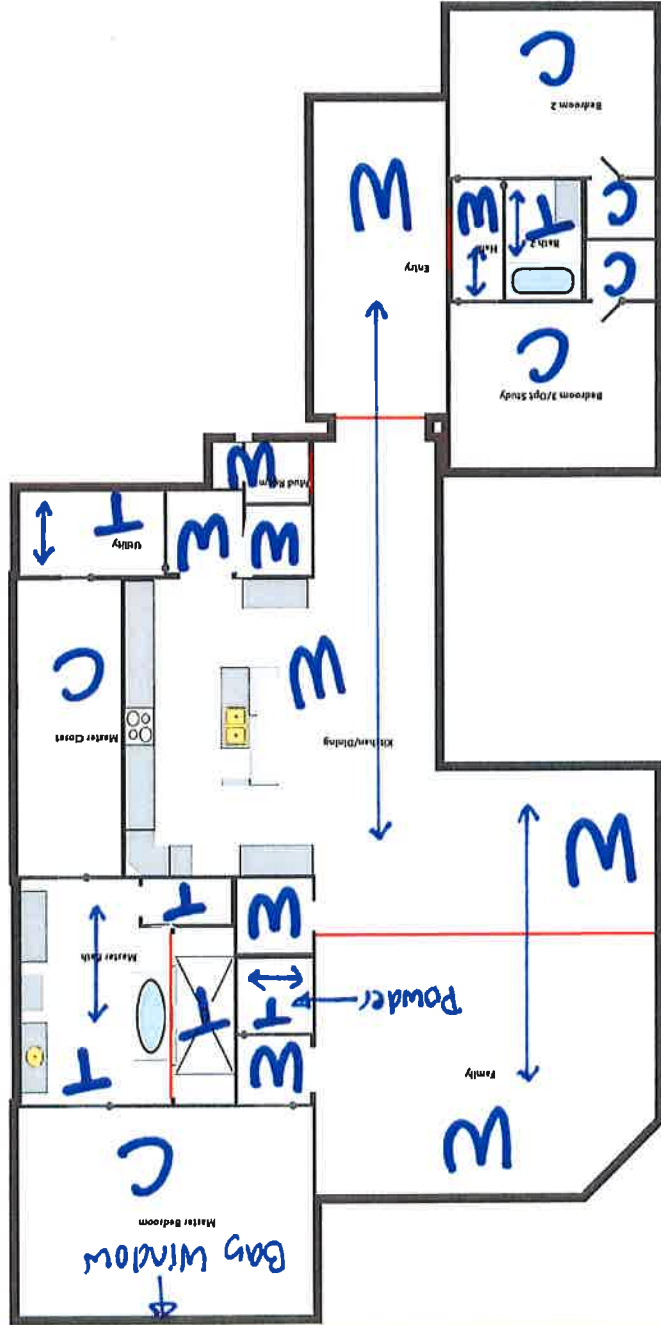 Bay Window
Master Bedroom
C
W
Family
W
T
Powder
T
T
Master Bath
W
T
W
Kitchen/Dining
Master Closet
W
C
Utility
W
W
T
Mud Room
W
Bedroom 3/Opt Study
C
C
Bath 2
Hall
Entry
C
T
W
W
Bedroom 2
C